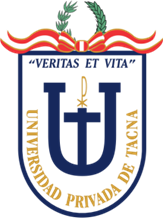 "VERITAS ET VITA"
UNIVERSIDAD PRIVADA DE TACNA